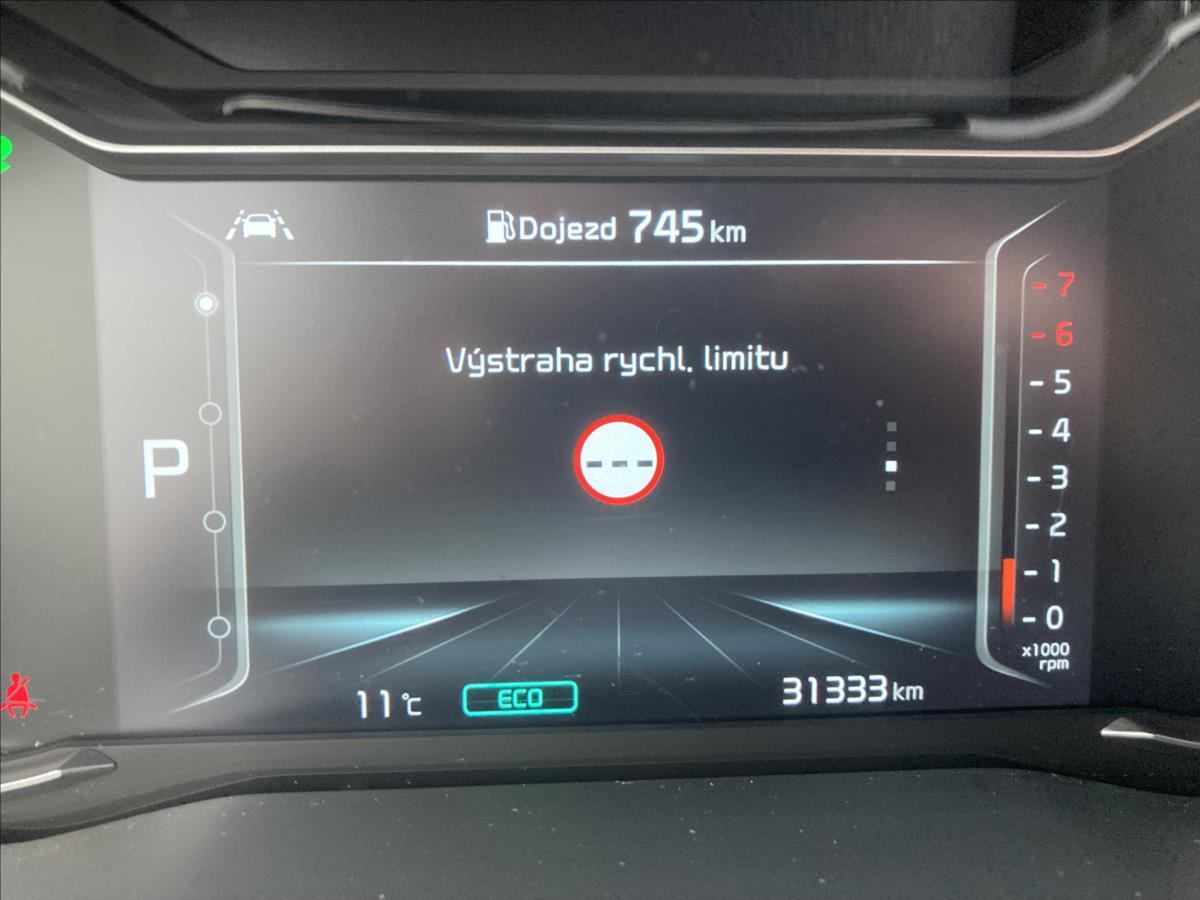 Dojezd 745 km
Výstraha rychl. limitu
---
P
- 7
- 6
- 5
- 4
- 3
- 2
- 1
- 0
x1000
rpm
11 °C
ECO
31333 km